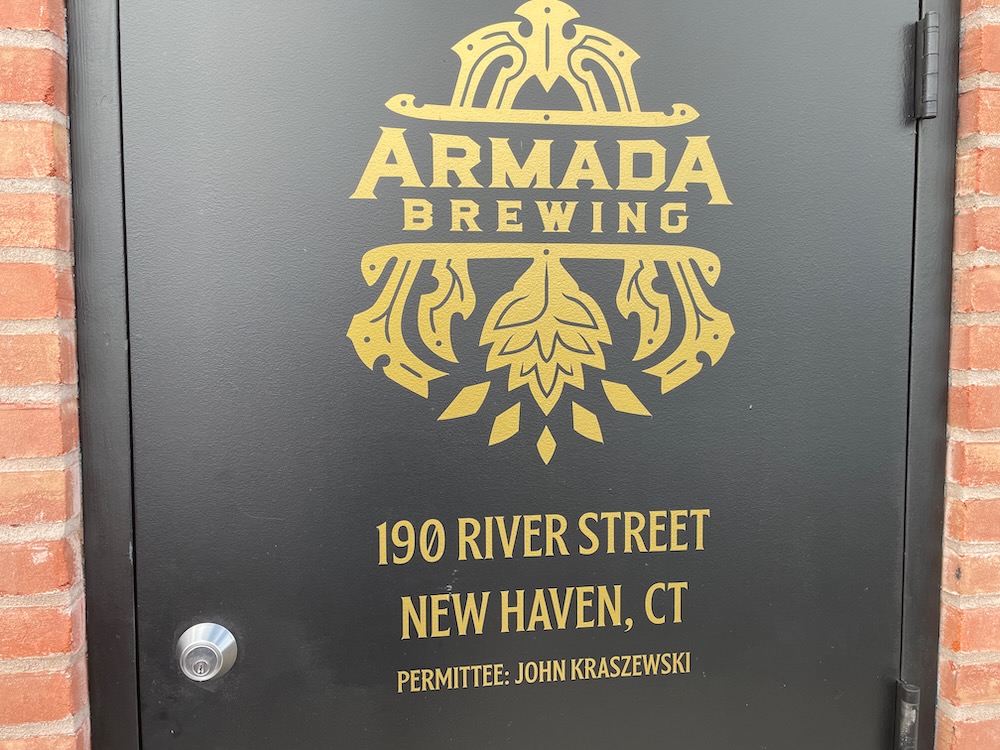 ARMADA
BREWING
190 RIVER STREET
NEW HAVEN, CT
PERMITTEE: JOHN KRASZEWSKI